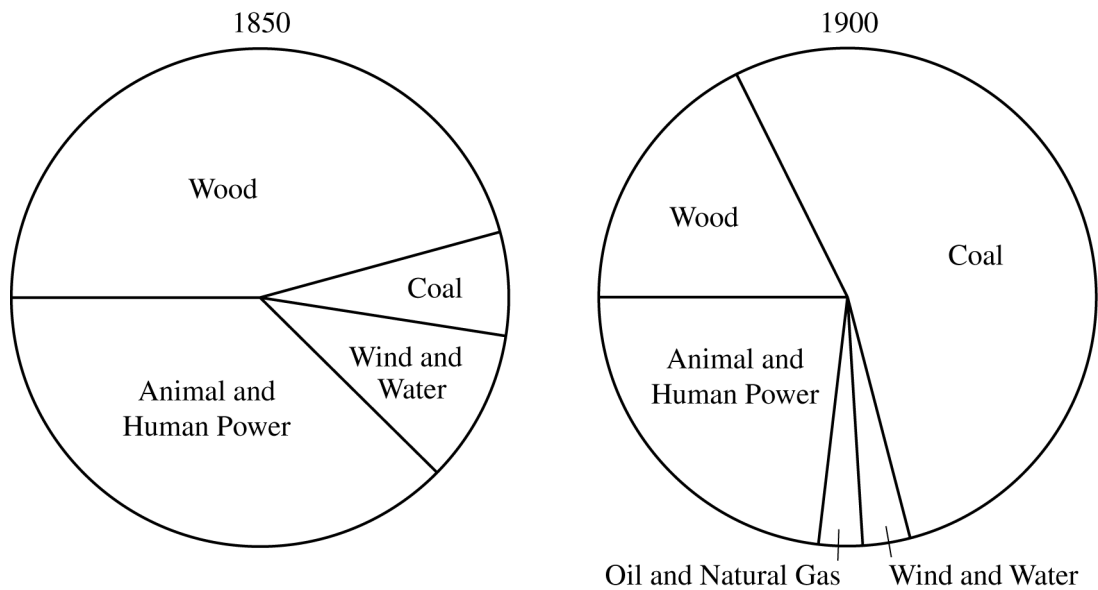 1850
Wood
Coal
Wind and
Water
Animal and
Human Power
1900
Wood
Coal
Animal and
Human Power
Oil and Natural Gas
Wind and Water